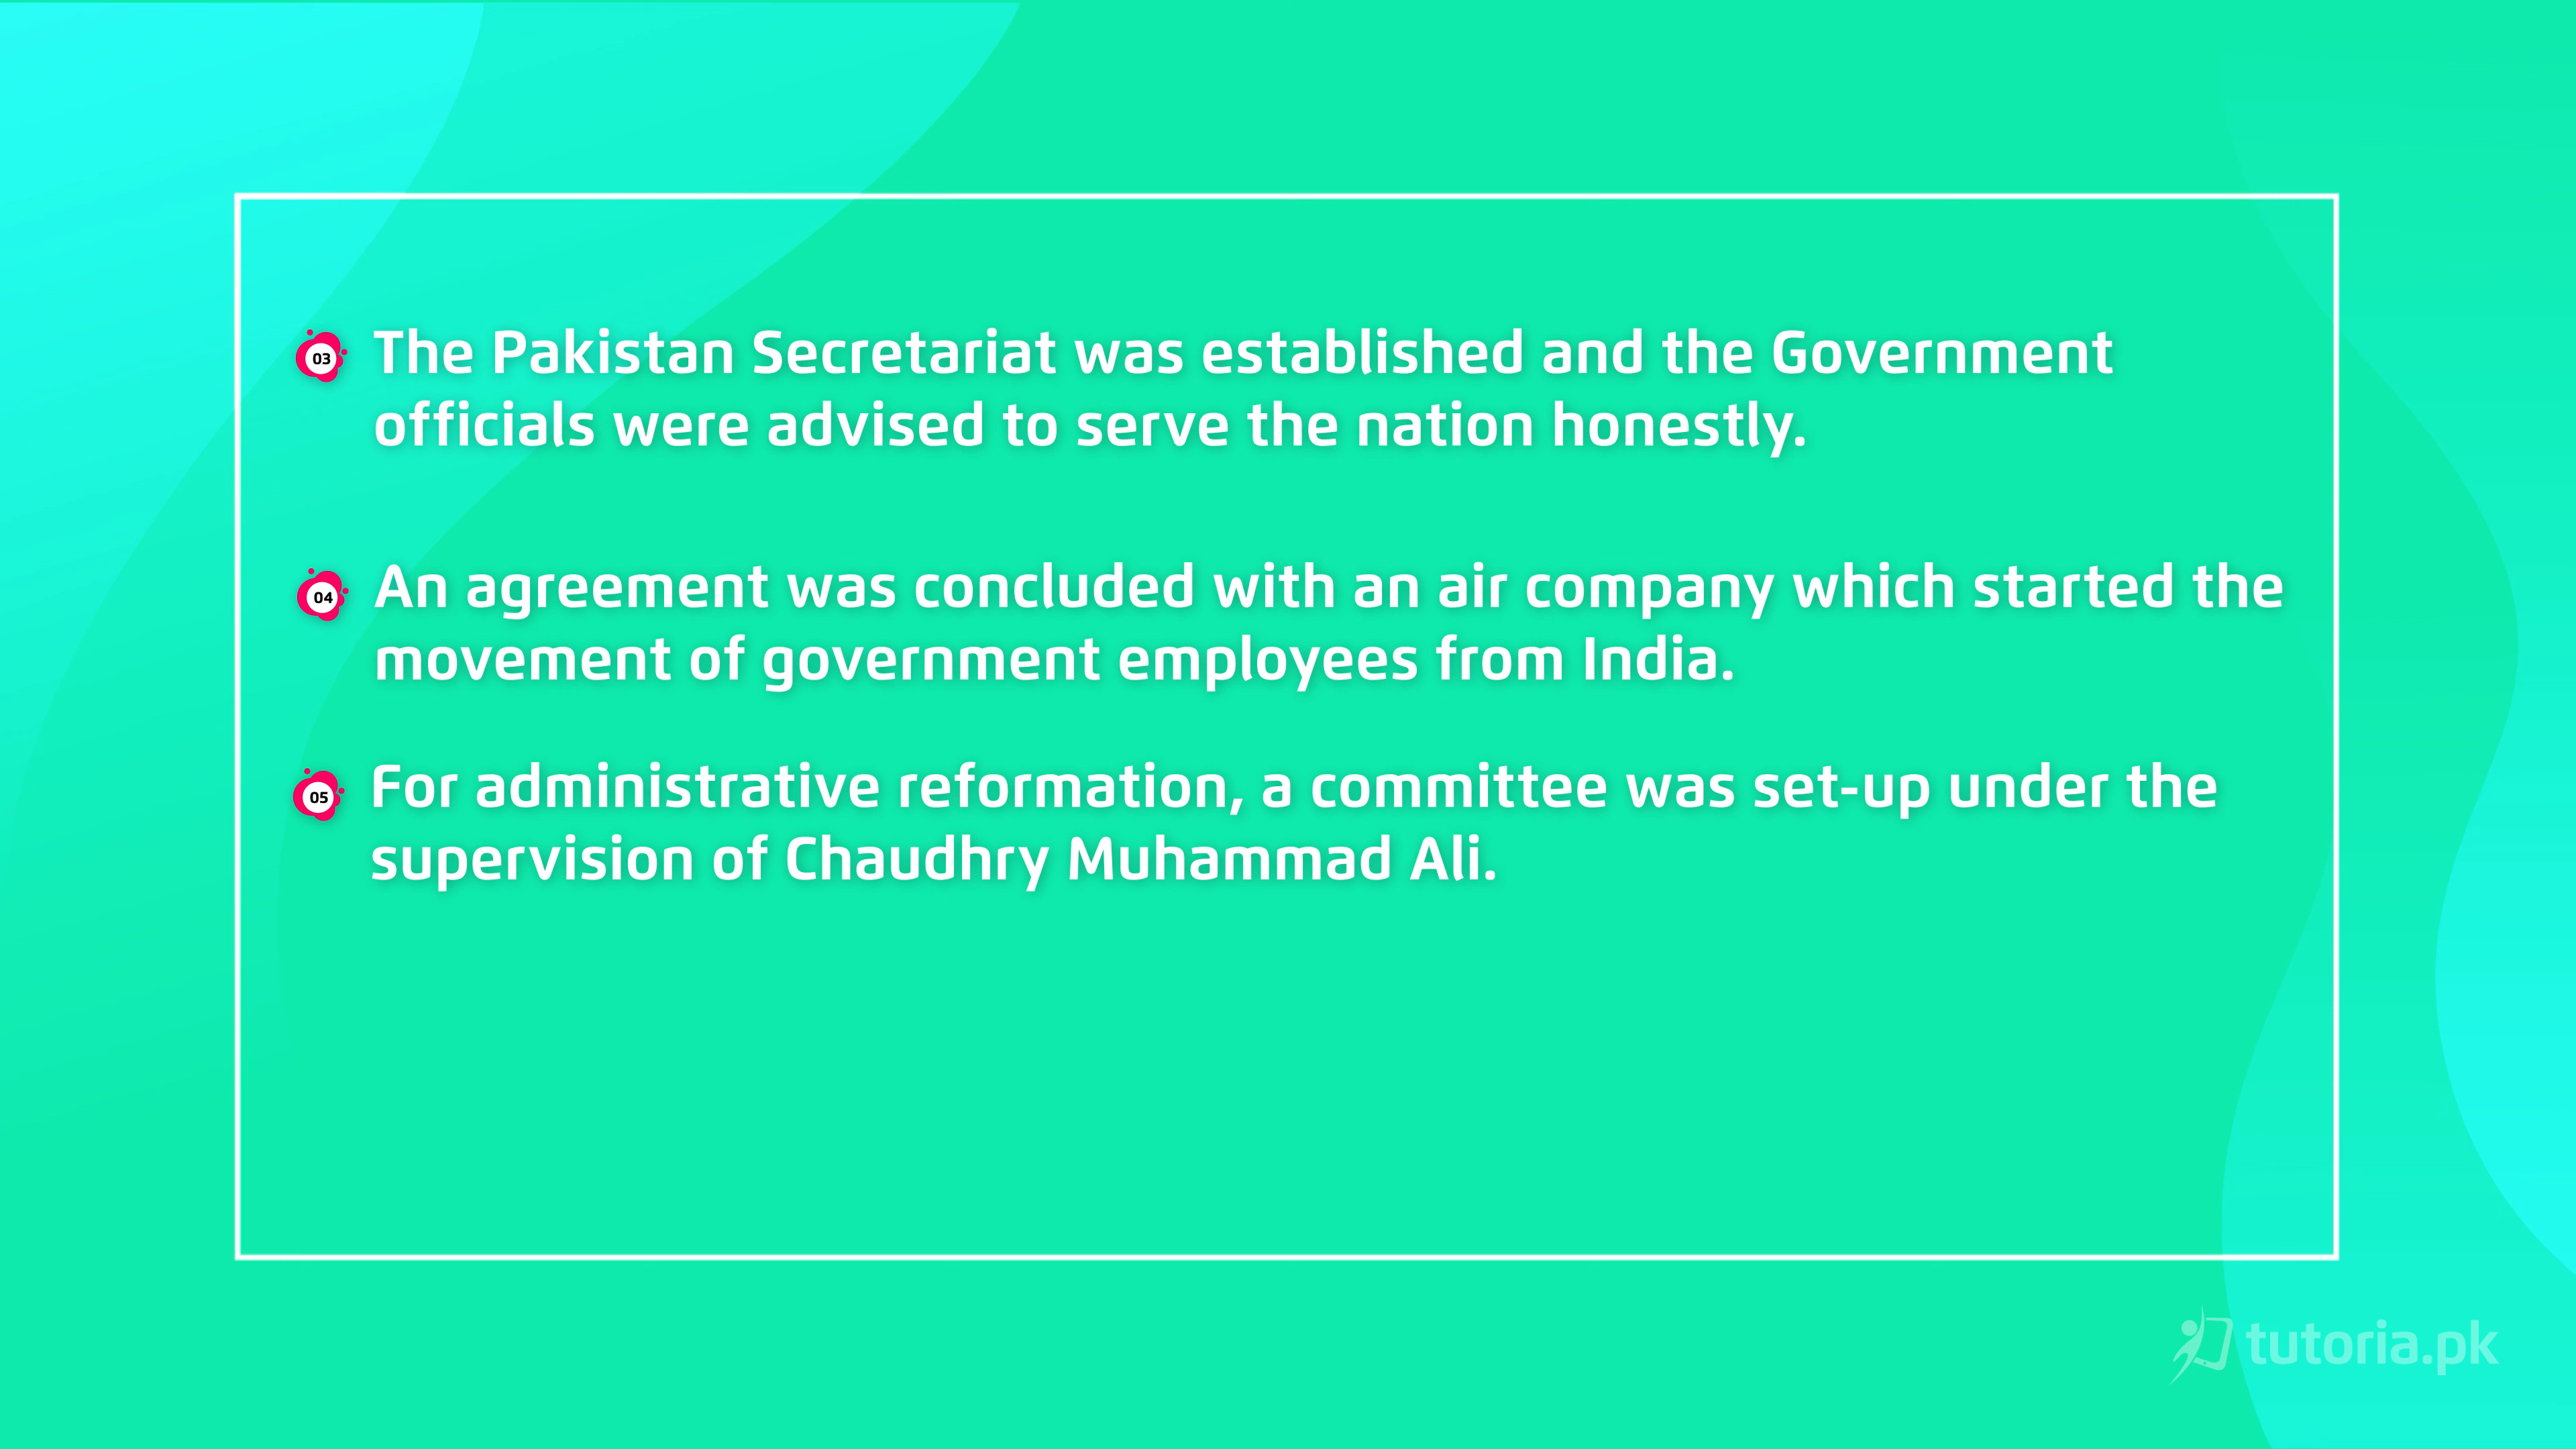 03 The Pakistan Secretariat was established and the Government
officials were advised to serve the nation honestly.
04 An agreement was concluded with an air company which started the
movement of government employees from India.
05 For administrative reformation, a committee was set-up under the
supervision of Chaudhry Muhammad Ali.
tutoria.pk